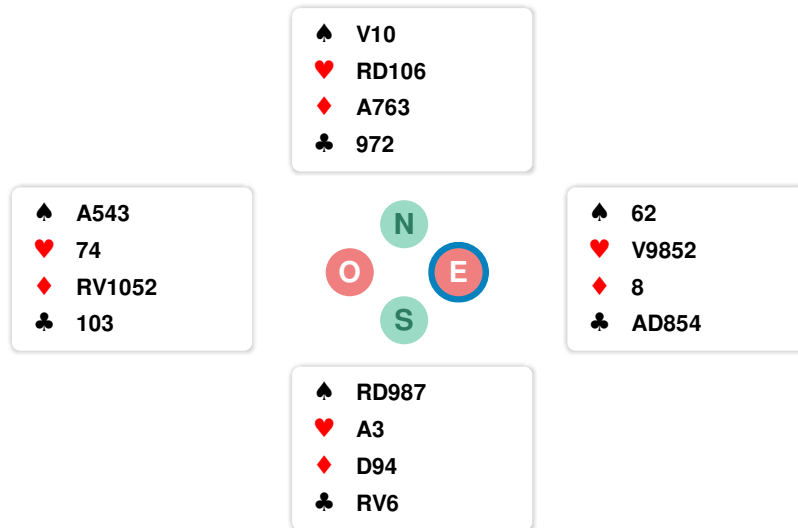 ♠ V10
♥ RD106
♦ A763
♣ 972
♠ A543
♥ 74
♦ RV1052
♣ 103
N
O
E
S
♠ 62
♥ V9852
♦ 8
♣ AD854
♠ RD987
♥ A3
♦ D94
♣ RV6